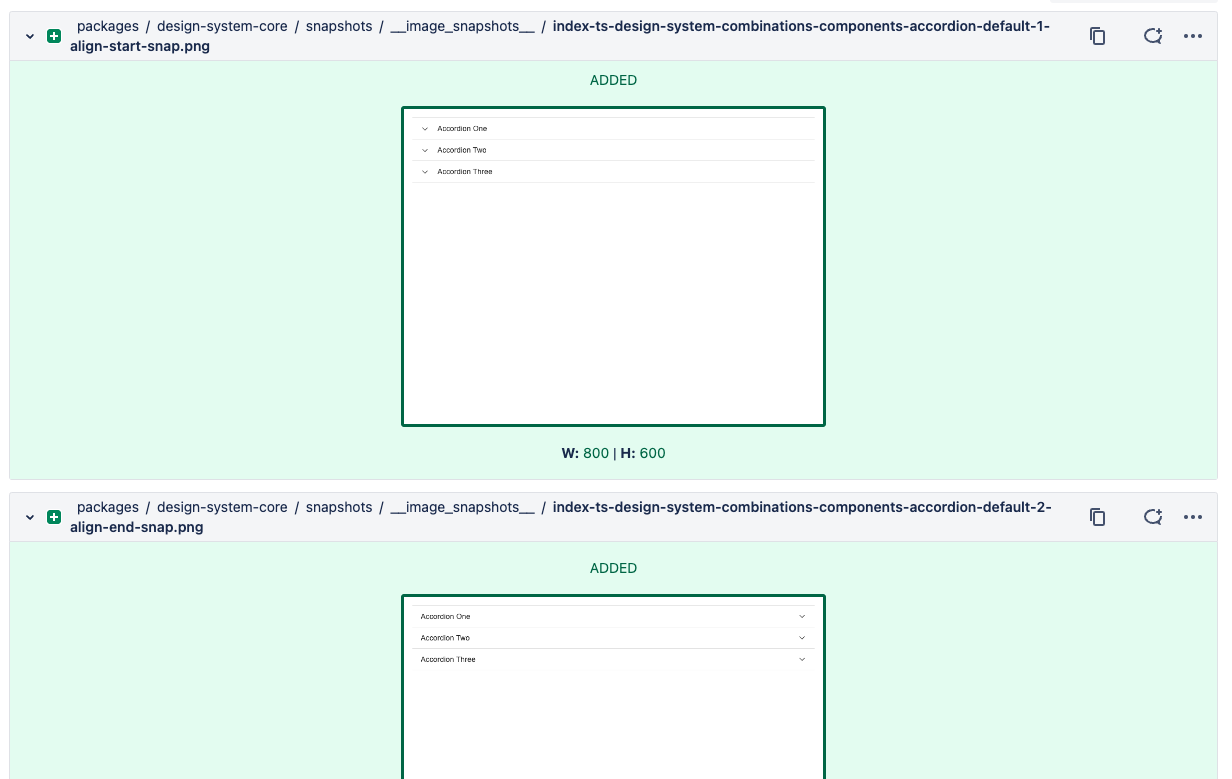 packages / design-system-core / snapshots / __image_snapshots__ / index-ts-design-system-combinations-components-accordion-default-1-
align-start-snap.png
ADDED
Accordion One
Accordion Two
Accordion Three
W: 800 | H: 600
packages / design-system-core / snapshots / __image_snapshots__ / index-ts-design-system-combinations-components-accordion-default-2-
align-end-snap.png
ADDED
Accordion One
Accordion Two
Accordion Three